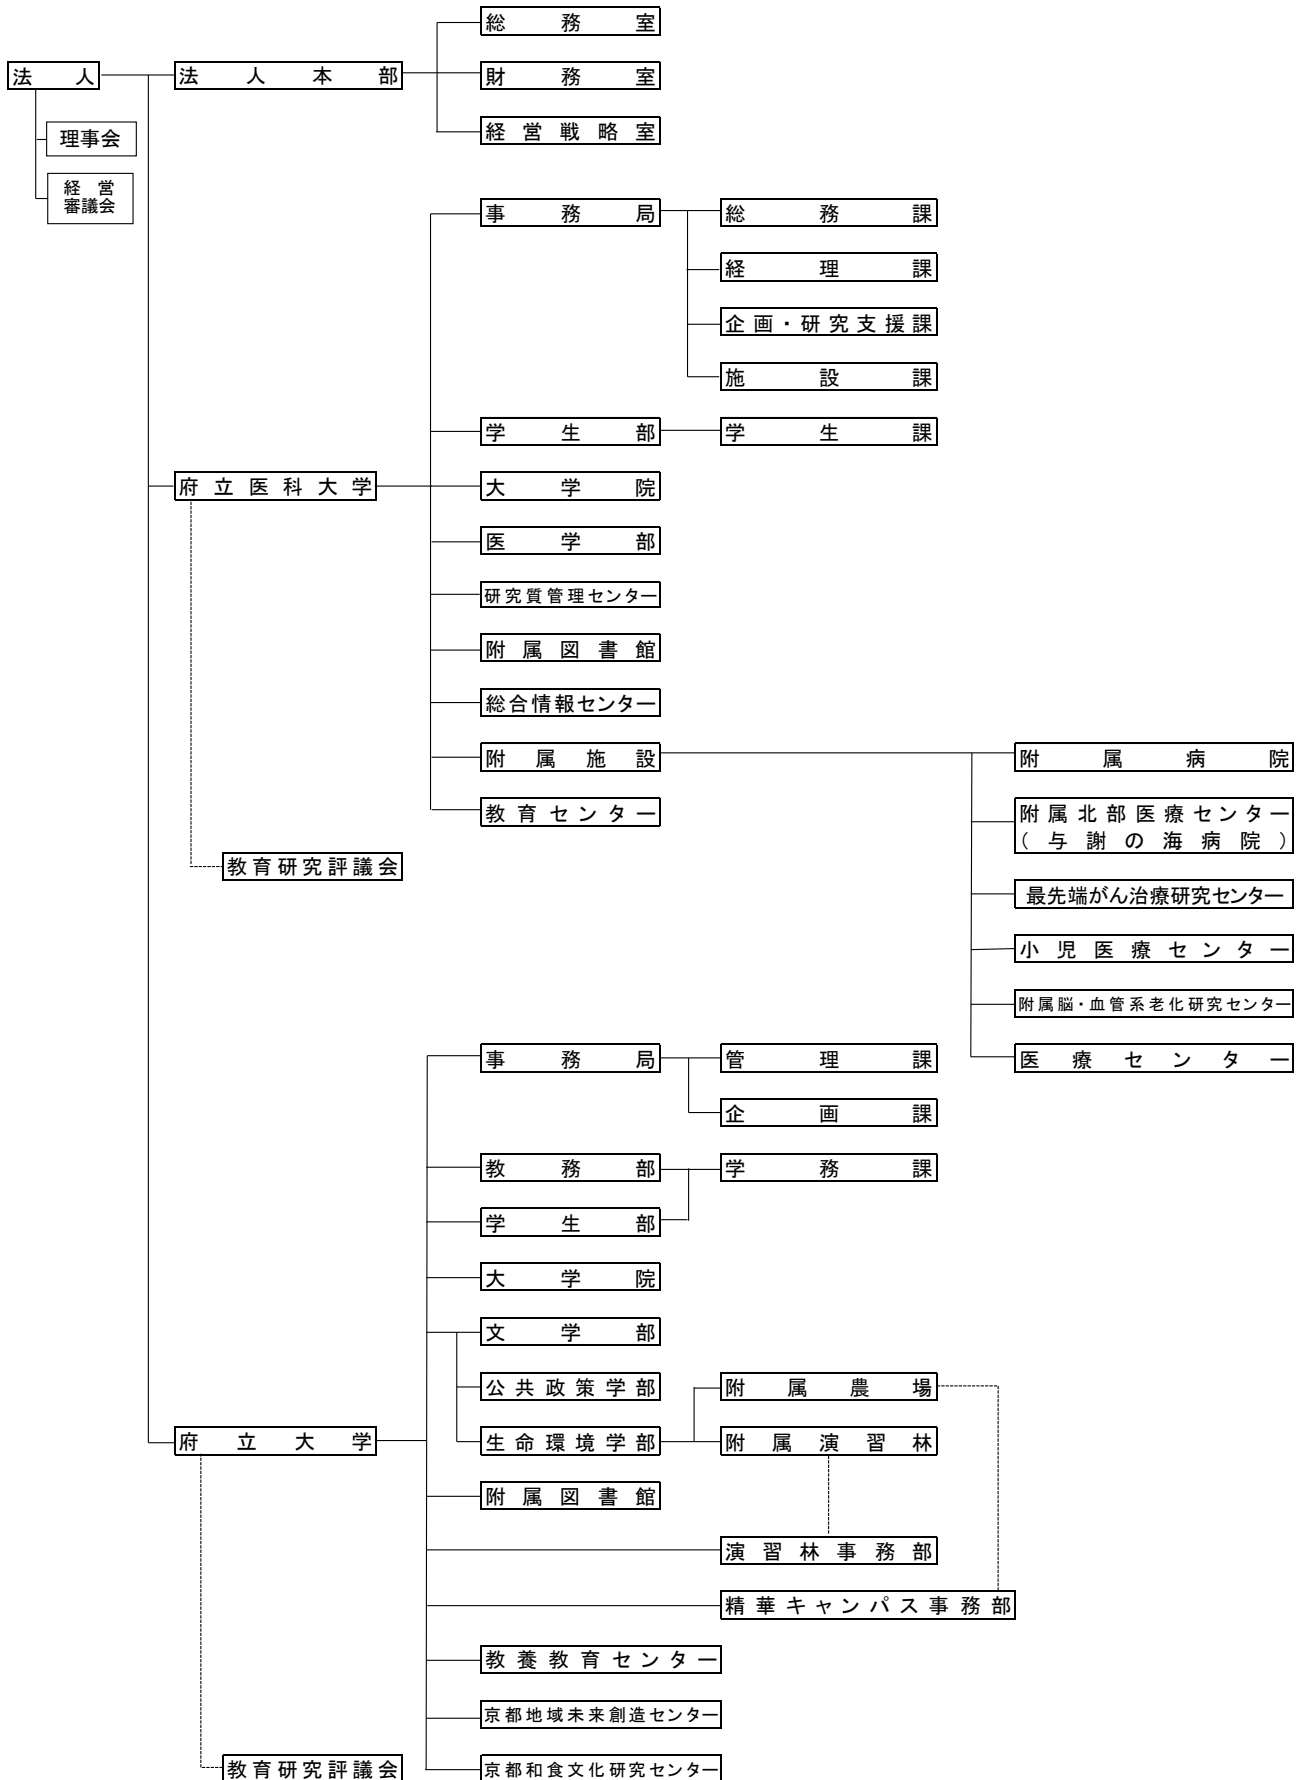 総務室
法人
法人本部
財務室
経営戦略室
理事会
経営
審議会
事務局
総務課
経理課
企画・研究支援課
施設課
学生部
学生課
府立医科大学
大学院
医学部
研究質管理センター
附属図書館
総合情報センター
附属施設
附属病院
教育センター
附属北部医療センター
(与謝の海病院)
教育研究評議会
最先端がん治療研究センター
小児医療センター
附属脳・血管系老化研究センター
医療センター
事務局
管理課
企画課
教務部
学務課
学生部
大学院
文学部
公共政策学部
附属農場
府立大学
生命環境学部
附属演習林
附属図書館
演習林事務部
精華キャンパス事務部
教養教育センター
京都地域未来創造センター
教育研究評議会
京都和食文化研究センター